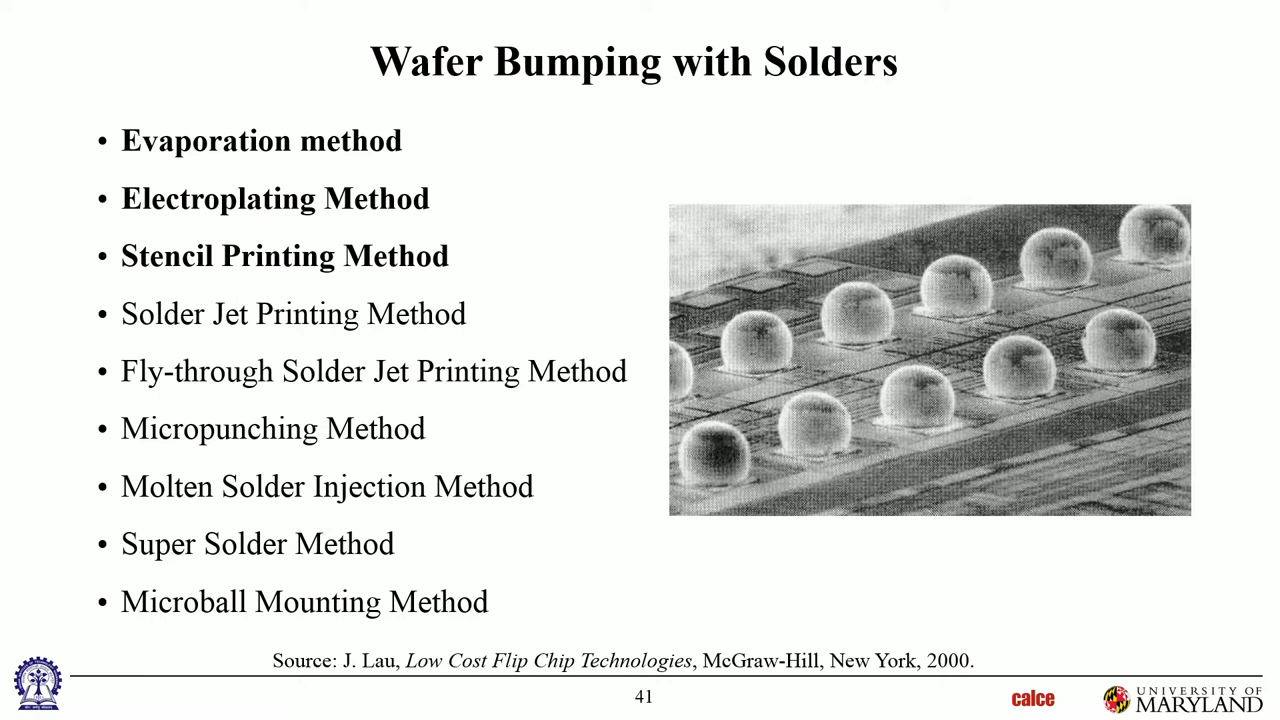 Wafer Bumping with Solders
• Evaporation method
• Electroplating Method
• Stencil Printing Method
• Solder Jet Printing Method
• Fly-through Solder Jet Printing Method
• Micropunching Method
• Molten Solder Injection Method
• Super Solder Method
• Microball Mounting Method
Source: J. Lau, Low Cost Flip Chip Technologies, McGraw-Hill, New York, 2000.
41
calce
UNIVERSITY OF
MARYLAND